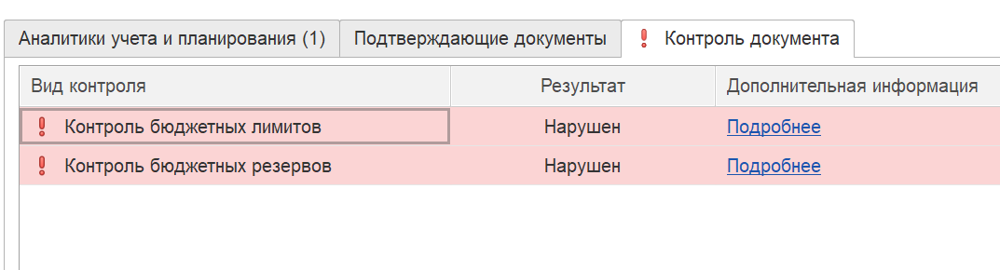 Аналитики учета и планирования (1) Подтверждающие документы Контроль документа
Вид контроля Результат Дополнительная информация
Контроль бюджетных лимитов Нарушен Подробнее
Контроль бюджетных резервов Нарушен Подробнее